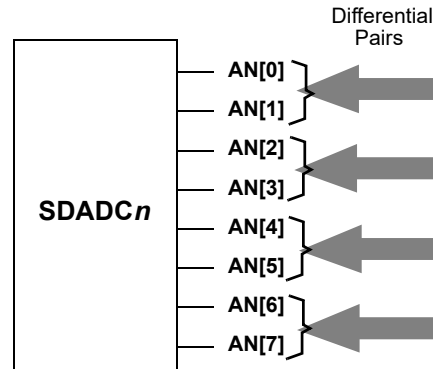 Differential
Pairs
AN[0]
AN[1]
AN[2]
AN[3]
SDADCn
AN[4]
AN[5]
AN[6]
AN[7]